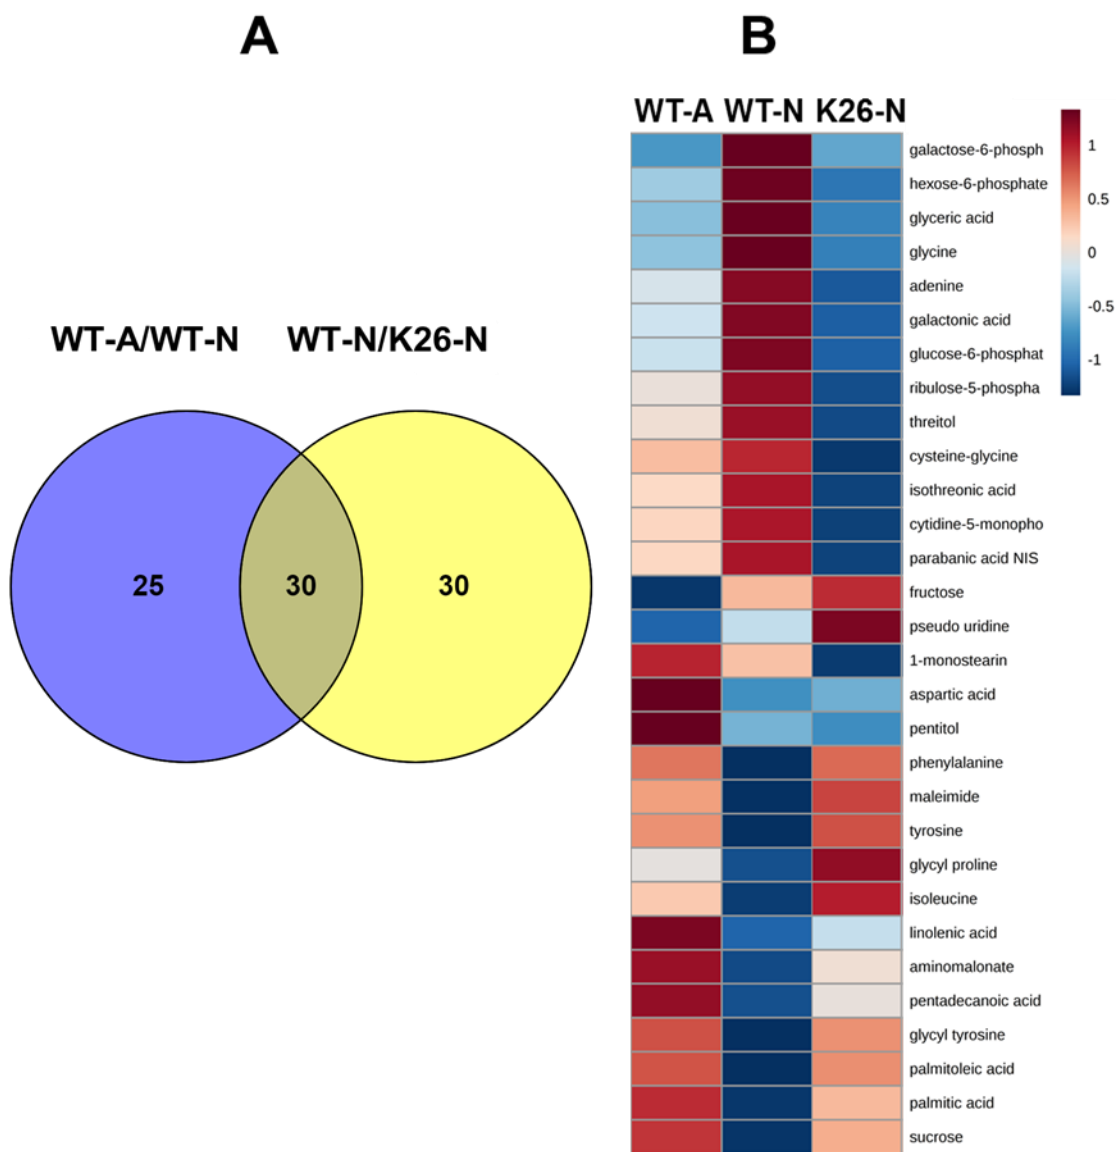 A
B
WT-A/WT-N
WT-N/K26-N
25
30
30
WT-A
WT-N
K26-N
galactose-6-phosph
hexose-6-phosphate
glyceric acid
glycine
adenine
galactonic acid
glucose-6-phosphat
ribulose-5-phospha
threitol
cysteine-glycine
isothreonic acid
cytidine-5-monopho
parabanic acid NIS
fructose
pseudo uridine
1-monostearin
aspartic acid
pentitol
phenylalanine
maleimide
tyrosine
glycyl proline
isoleucine
linolenic acid
aminomalonate
pentadecanoic acid
glycyl tyrosine
palmitoleic acid
palmitic acid
sucrose
1
0.5
0
-0.5
-1